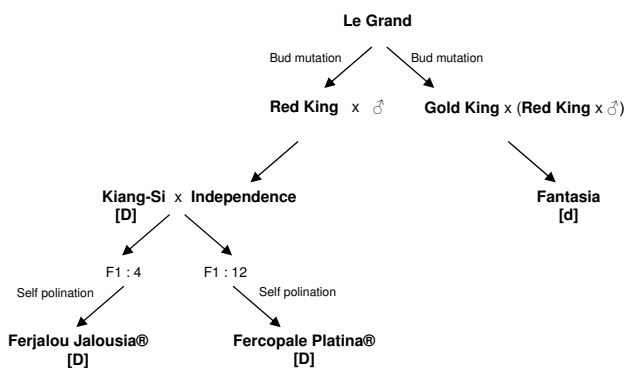 Le Grand
Bud mutation Bud mutation
Red King x ♂ Gold King x (Red King x ♂)
Kiang-Si x Independence Fantasia
[D] [d]
F1 : 4 F1 : 12
Self polination Self polination
Ferjalou Jalousia® Fercopale Platina®
[D] [D]